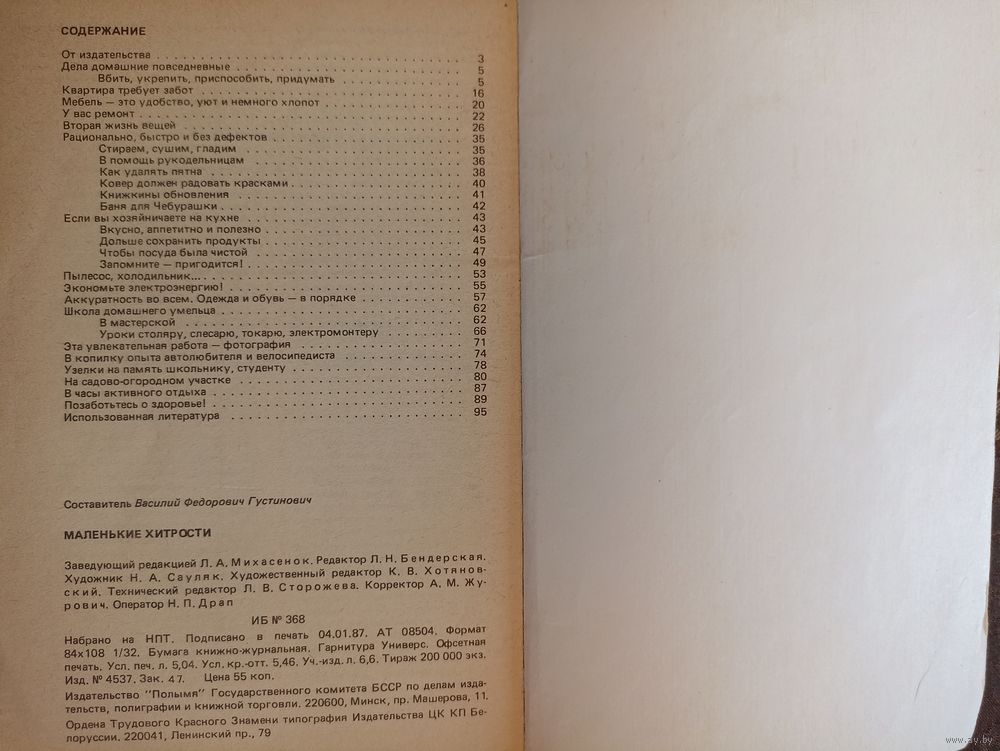 СОДЕРЖАНИЕ
От издательства . . . . . . . . . . 3
Дела домашние повседневные . . . . . . . . . . 5
Вбить, укрепить, приспособить, придумать . . . . . . . . . . 5
Квартира требует забот . . . . . . . . . . 16
Мебель — это удобство, уют и немного хлопот . . . . . . . . . . 20
У вас ремонт . . . . . . . . . . 22
Вторая жизнь вещей . . . . . . . . . . 26
Рационально, быстро и без дефектов . . . . . . . . . . 35
Стираем, сушим, гладим . . . . . . . . . . 35
В помощь рукодельницам . . . . . . . . . . 36
Как удалять пятна . . . . . . . . . . 38
Ковер должен радовать красками . . . . . . . . . . 40
Книжкины обновления . . . . . . . . . . 41
Баня для Чебурашки . . . . . . . . . . 42
Если вы хозяйничаете на кухне . . . . . . . . . . 43
Вкусно, аппетитно и полезно . . . . . . . . . . 43
Дольше сохранить продукты . . . . . . . . . . 45
Чтобы посуда была чистой . . . . . . . . . . 47
Запомните — пригодится! . . . . . . . . . . 49
Пылесос, холодильник... . . . . . . . . . . 53
Экономьте электроэнергию! . . . . . . . . . . 55
Аккуратность во всем. Одежда и обувь — в порядке . . . . . . . . . . 57
Школа домашнего умельца . . . . . . . . . . 62
В мастерской . . . . . . . . . . 62
Уроки столяру, слесарю, токарю, электромонтеру . . . . . . . . . . 66
Эта увлекательная работа — фотография . . . . . . . . . . 71
В копилку опыта автолюбителя и велосипедиста . . . . . . . . . . 74
Узелки на память школьнику, студенту . . . . . . . . . . 78
На садово-огородном участке . . . . . . . . . . 80
В часы активного отдыха . . . . . . . . . . 87
Позаботьтесь о здоровье! . . . . . . . . . . 89
Использованная литература . . . . . . . . . . 95
Составитель Василий Федорович Густинович
МАЛЕНЬКИЕ ХИТРОСТИ
Заведующий редакцией Л. А. Михасенок. Редактор Л. Н. Бендерская.
Художник Н. А. Сауляк. Художественный редактор К. В. Хотянов-
ский. Технический редактор Л. В. Сторожева. Корректор А. М. Жу-
рович. Оператор Н. П. Драп
ИБ № 368
Набрано на НПТ. Подписано в печать 04.01.87. АТ 08504. Формат
84х108 1/32. Бумага книжно-журнальная. Гарнитура Универс. Офсетная
печать. Усл. печ. л. 5,04. Усл. кр.-отт. 5,46. Уч.-изд. л. 6,6. Тираж 200 000 экз.
Изд. № 4537. Зак. 47. Цена 55 коп.
Издательство "Полымя" Государственного комитета БССР по делам изда-
тельств, полиграфии и книжной торговли. 220600, Минск, пр. Машерова, 11.
Ордена Трудового Красного Знамени типография Издательства ЦК КП Бе-
лоруссии. 220041, Ленинский пр., 79
www.ay.by